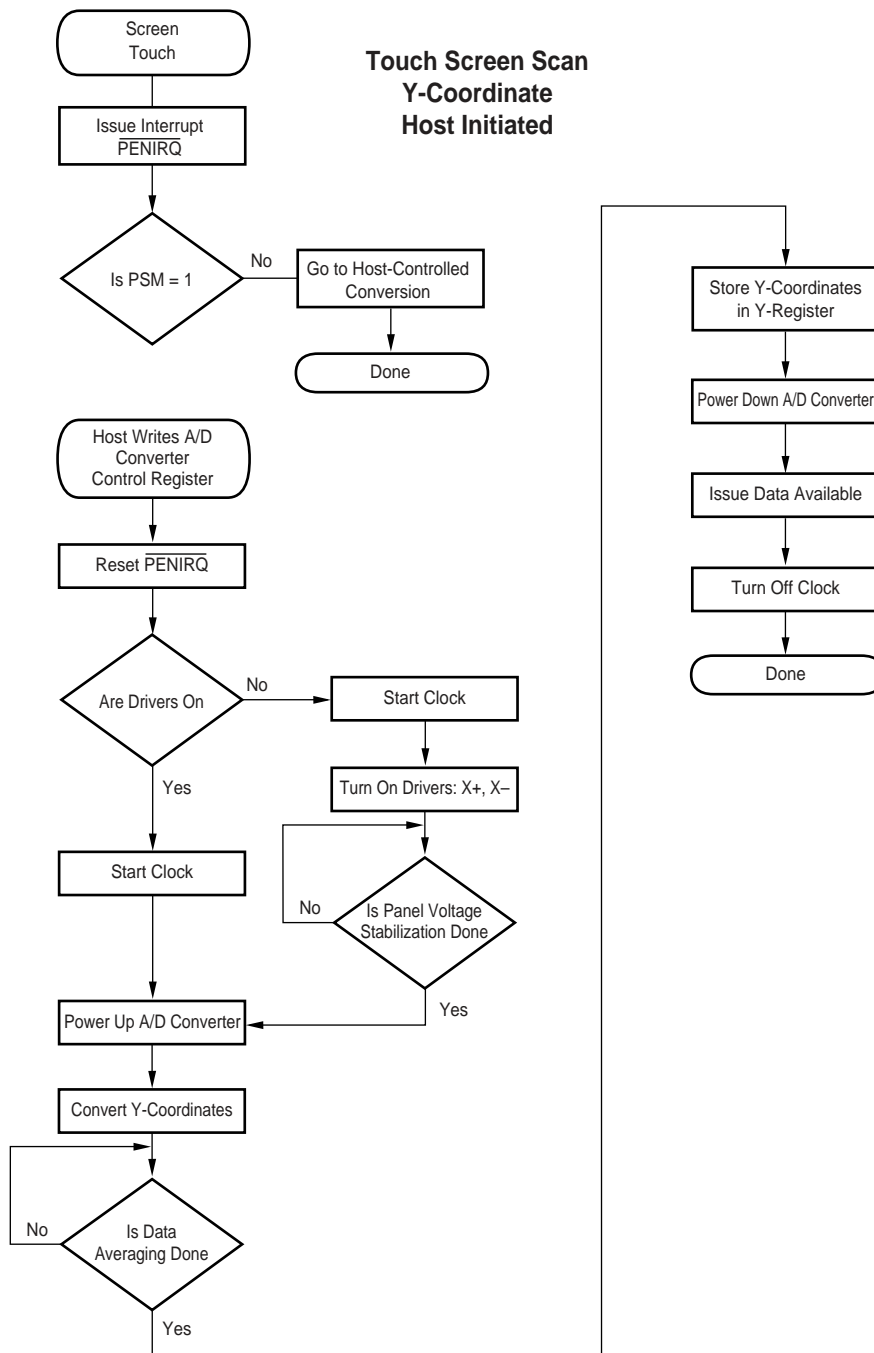 Screen
Touch
Touch Screen Scan
Y-Coordinate
Host Initiated
Issue Interrupt
PENIRQ
Is PSM = 1
No
Go to Host-Controlled
Conversion
Done
Host Writes A/D
Converter
Control Register
Reset PENIRQ
Are Drivers On
No
Start Clock
Turn On Drivers: X+, X–
Yes
Start Clock
No
Is Panel Voltage
Stabilization Done
Yes
Power Up A/D Converter
Convert Y-Coordinates
No
Is Data
Averaging Done
Yes
Store Y-Coordinates
in Y-Register
Power Down A/D Converter
Issue Data Available
Turn Off Clock
Done